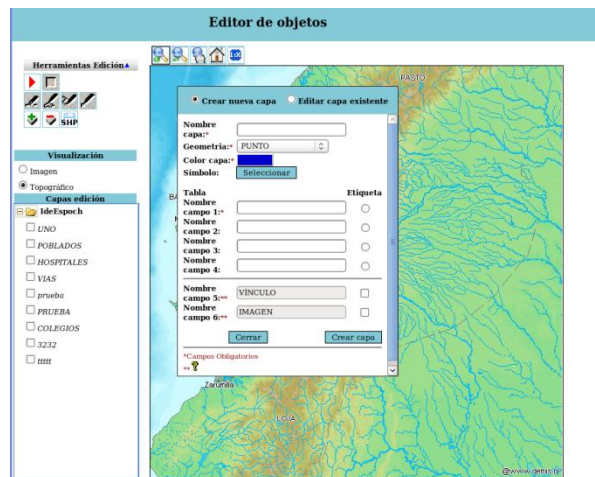 Editor de objetos
Herramientas Edición
SHP
Visualización
Imagen
Topográfico
Capas edición
IdeEspoch
UNO
POBLADOS
HOSPITALES
VIAS
prueba
PRUEBA
COLEGIOS
3232
ttttt
PASTO
Crear nueva capa Editar capa existente
Nombre
capa:*
Geometria:* PUNTO
Color capa:*
Símbolo: Seleccionar
Tabla Etiqueta
Nombre
campo 1:*
Nombre
campo 2:
Nombre
campo 3:
Nombre
campo 4:
Nombre
campo 5:** VÍNCULO
Nombre
campo 6:** IMAGEN
Cerrar Crear capa
*Campos Obligatorios
** ?
Zarumilla
LOJA